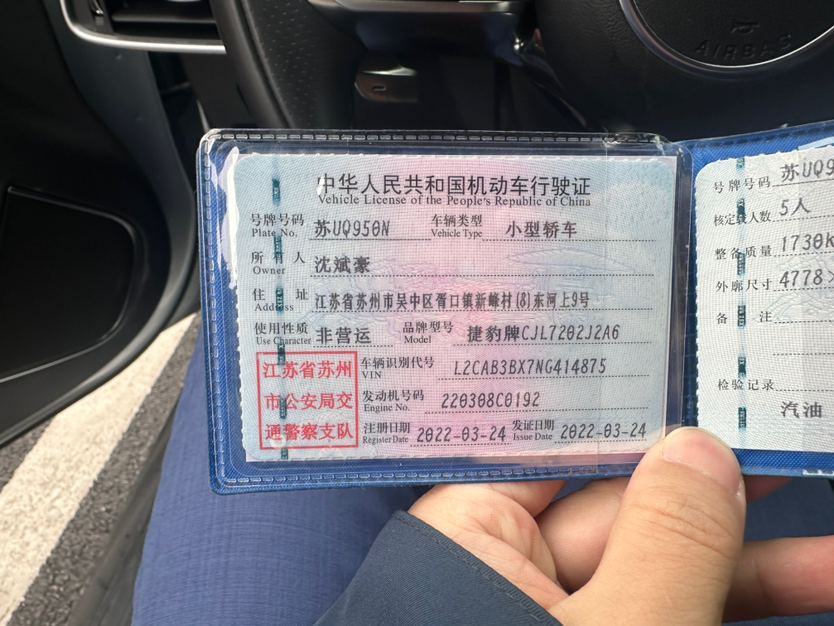 AIRBAG
中华人民共和国机动车行驶证
Vehicle License of the People's Republic of China
号牌号码 苏UQ950N 车辆类型 小型轿车
Plate No. Vehicle Type
所有人 沈斌豪
Owner
住址 江苏省苏州市吴中区胥口镇新峰村(8)东河上9号
Address
使用性质 非营运 品牌型号 捷豹牌CJL7202J2A6
Use Character Model
江苏省苏州
市公安局交
通警察支队
车辆识别代号 L2CAB3BX7NG414875
VIN
发动机号码 220308C0192
Engine No.
注册日期 2022-03-24 发证日期 2022-03-24
Register Date Issue Date
号牌号码 苏UQ9
核定载人数 5人
整备质量 1730k
外廓尺寸 4778
备注
检验记录
汽油